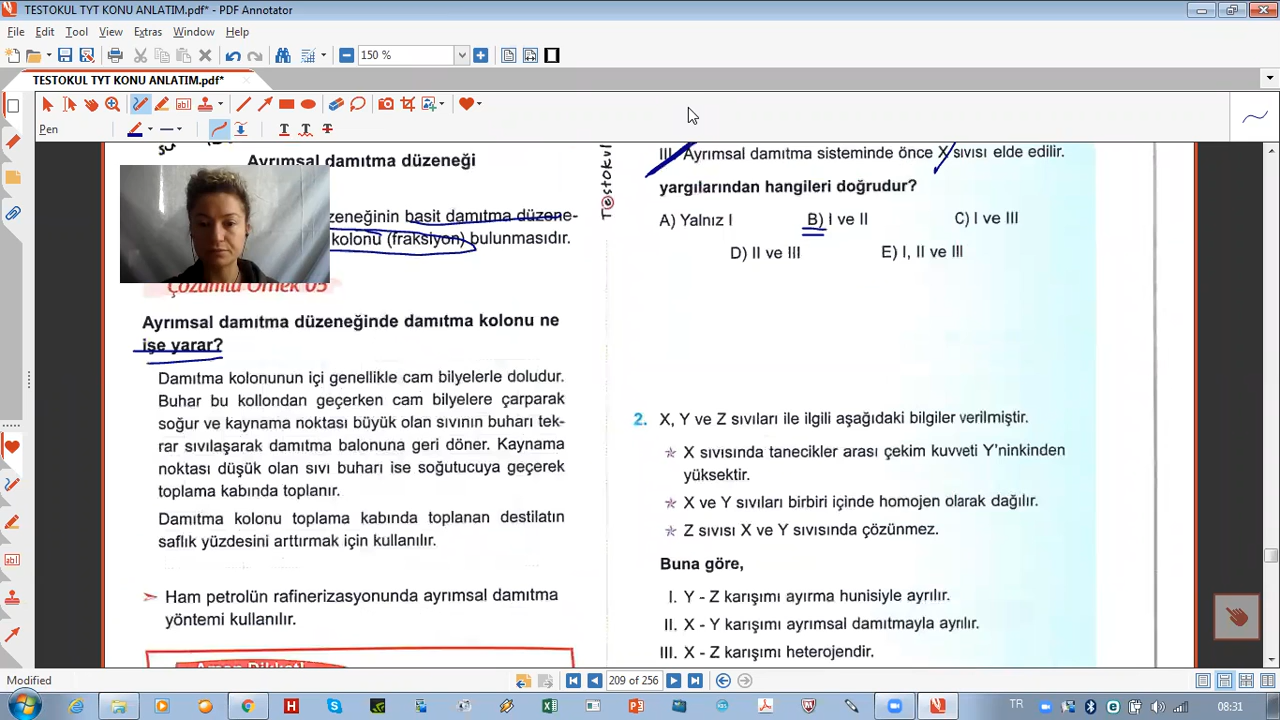 TESTOKUL TYT KONU ANLATIM.pdf* - PDF Annotator
File Edit Tool View Extras Window Help
150 %
TESTOKUL TYT KONU ANLATIM.pdf*
Pen
Ayrımsal damıtma düzeneği
zeneğinin basit damıtma düzene-
kolonu (fraksiyon) bulunmasıdır.
Çözümlü Örnek 05
Ayrımsal damıtma düzeneğinde damıtma kolonu ne
işe yarar?
Damıtma kolonunun içi genellikle cam bilyelerle doludur.
Buhar bu kollondan geçerken cam bilyelere çarparak
soğur ve kaynama noktası büyük olan sıvının buharı tek-
rar sıvılaşarak damıtma balonuna geri döner. Kaynama
noktası düşük olan sıvı buharı ise soğutucuya geçerek
toplama kabında toplanır.
Damıtma kolonu toplama kabında toplanan destilatın
saflık yüzdesini arttırmak için kullanılır.
Ham petrolün rafinerizasyonunda ayrımsal damıtma
yöntemi kullanılır.
Aman Dikkat!
Testokul
III. Ayrımsal damıtma sisteminde önce X sıvısı elde edilir.
yargılarından hangileri doğrudur?
A) Yalnız I B) I ve II C) I ve III
D) II ve III E) I, II ve III
2. X, Y ve Z sıvıları ile ilgili aşağıdaki bilgiler verilmiştir.
X sıvısında tanecikler arası çekim kuvveti Y'ninkinden
yüksektir.
X ve Y sıvıları birbiri içinde homojen olarak dağılır.
Z sıvısı X ve Y sıvısında çözünmez.
Buna göre,
I. Y - Z karışımı ayırma hunisiyle ayrılır.
II. X - Y karışımı ayrımsal damıtmayla ayrılır.
III. X - Z karışımı heterojendir.
Modified
209 of 256
TR
08:31